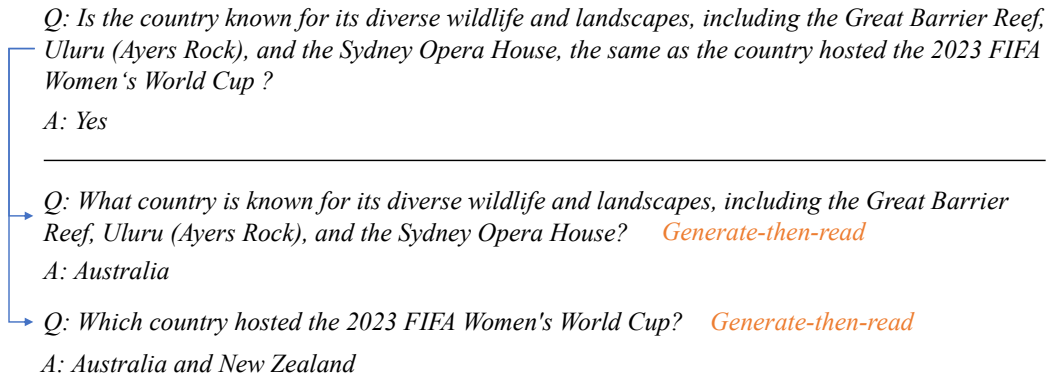 Q: Is the country known for its diverse wildlife and landscapes, including the Great Barrier Reef,
Uluru (Ayers Rock), and the Sydney Opera House, the same as the country hosted the 2023 FIFA
Women‘s World Cup ?
A: Yes
Q: What country is known for its diverse wildlife and landscapes, including the Great Barrier
Reef, Uluru (Ayers Rock), and the Sydney Opera House? Generate-then-read
A: Australia
Q: Which country hosted the 2023 FIFA Women's World Cup? Generate-then-read
A: Australia and New Zealand